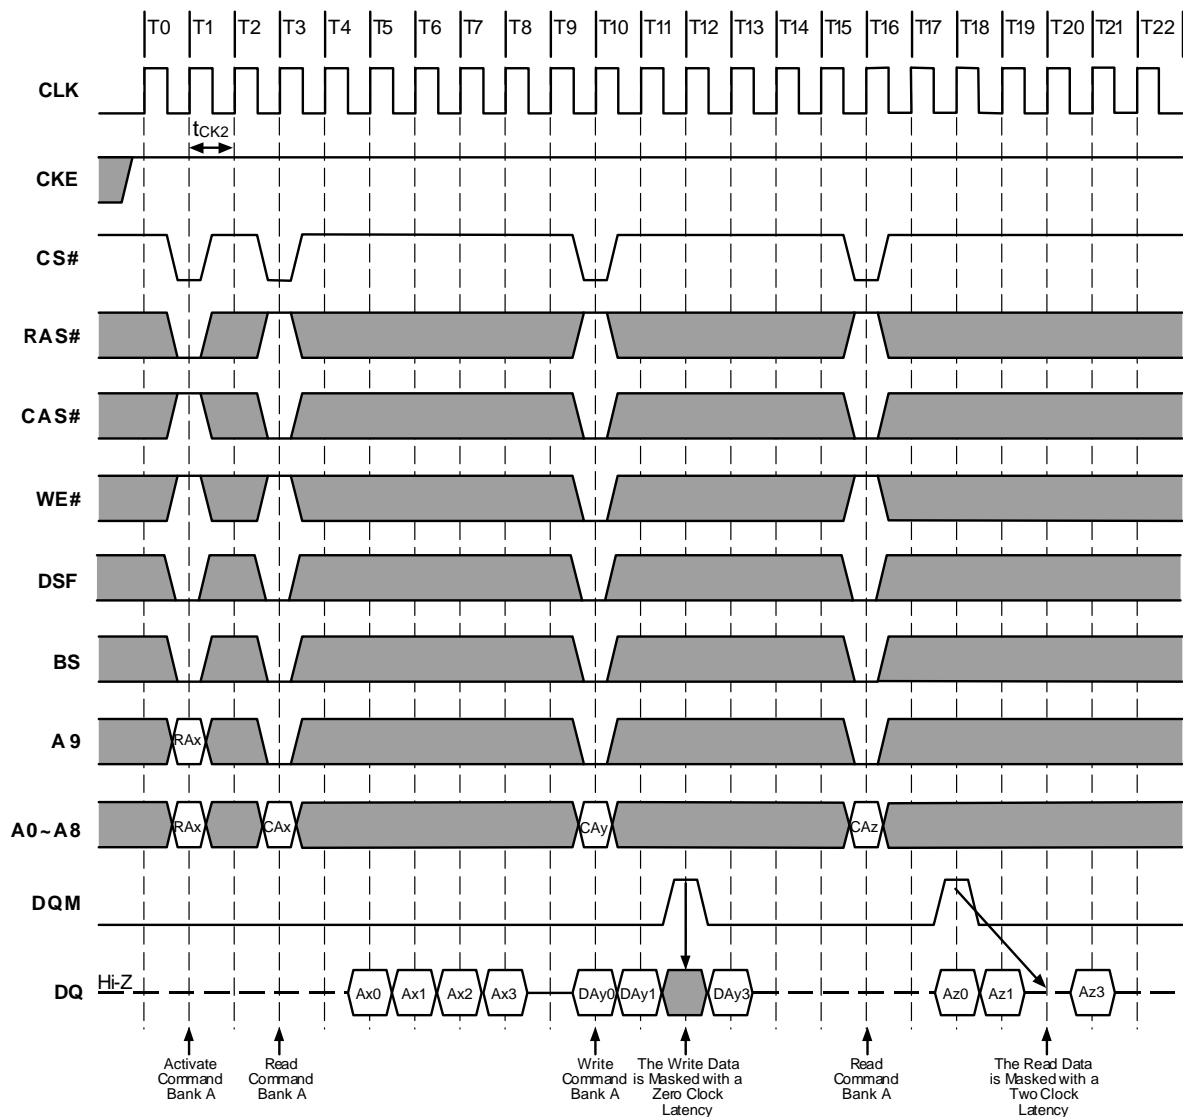 T0 T1 T2 T3 T4 T5 T6 T7 T8 T9 T10 T11 T12 T13 T14 T15 T16 T17 T18 T19 T20 T21 T22
CLK
tCK2
CKE
CS#
RAS#
CAS#
WE#
DSF
BS
A9
RAx
A0~A8
RAx CAx CAy CAz
DQM
DQ
Hi-Z
Ax0 Ax1 Ax2 Ax3 DAy0 DAy1 DAy3 Az0 Az1 Az3
Activate
Command
Bank A
Read
Command
Bank A
Write
Command
Bank A
The Write Data
is Masked with a
Zero Clock
Latency
Read
Command
Bank A
The Read Data
is Masked with a
Two Clock
Latency